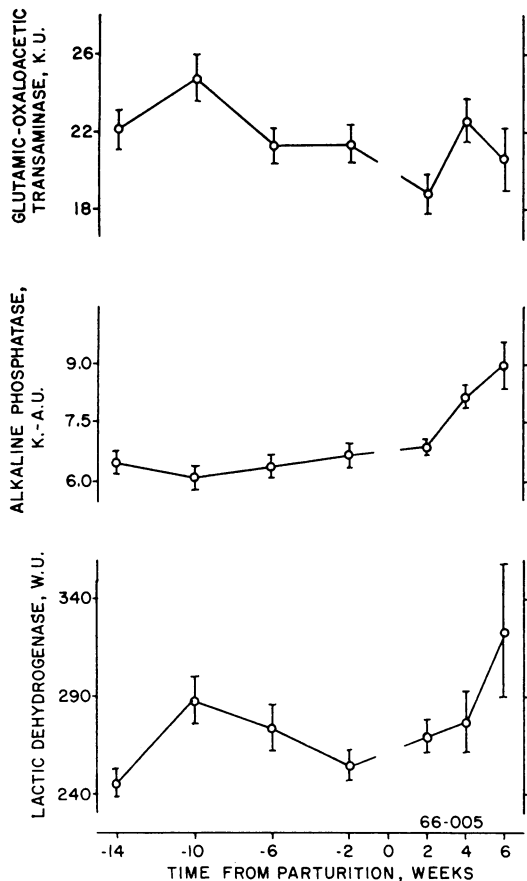 GLUTAMIC-OXALOACETIC
TRANSAMINASE, K.U.
26
22
18
ALKALINE PHOSPHATASE,
K.-A.U.
9.0
7.5
6.0
LACTIC DEHYDROGENASE, W.U.
340
290
240
66-005
-14 -10 -6 -2 0 2 4 6
TIME FROM PARTURITION, WEEKS